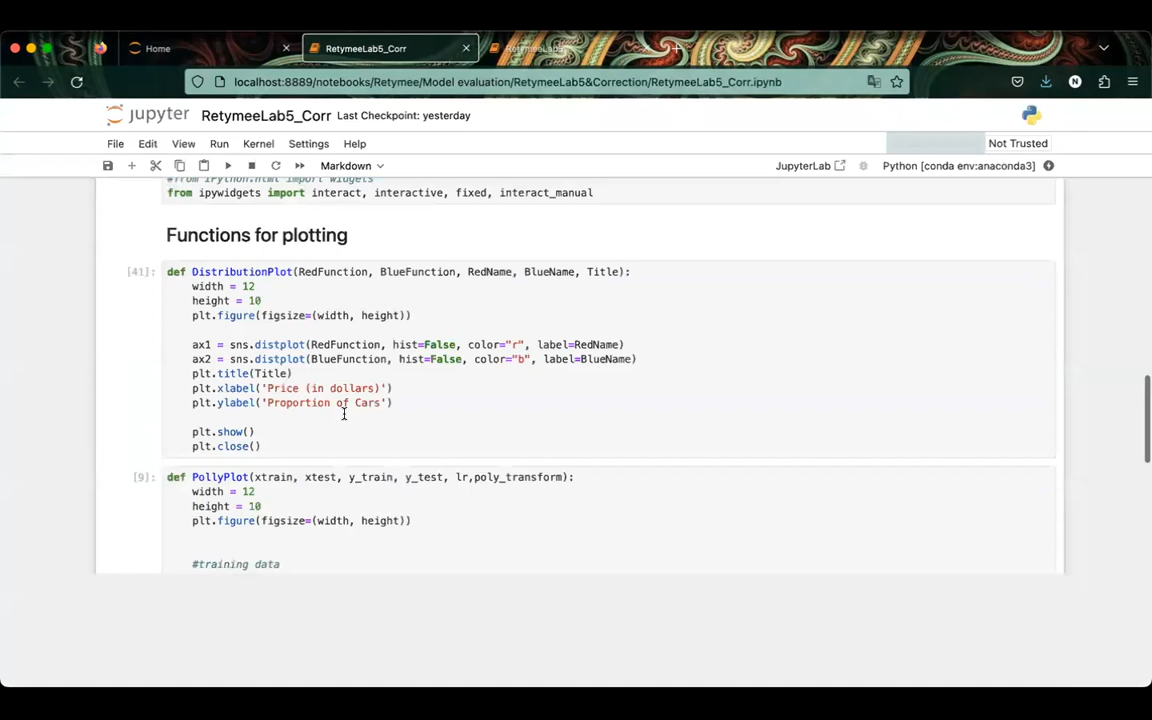 Home
RetymeeLab5_Corr
RetymeeLab5
localhost:8889/notebooks/Retymee/Model evaluation/RetymeeLab5&Correction/RetymeeLab5_Corr.ipynb
N
jupyter RetymeeLab5_Corr Last Checkpoint: yesterday
File Edit View Run Kernel Settings Help
Not Trusted
Markdown
JupyterLab
Python [conda env:anaconda3]
#from IPython.html import widgets
from ipywidgets import interact, interactive, fixed, interact_manual
Functions for plotting
[41]: def DistributionPlot(RedFunction, BlueFunction, RedName, BlueName, Title):
width = 12
height = 10
plt.figure(figsize=(width, height))
ax1 = sns.distplot(RedFunction, hist=False, color="r", label=RedName)
ax2 = sns.distplot(BlueFunction, hist=False, color="b", label=BlueName)
plt.title(Title)
plt.xlabel('Price (in dollars)')
plt.ylabel('Proportion of Cars')
plt.show()
plt.close()
[9]: def PollyPlot(xtrain, xtest, y_train, y_test, lr,poly_transform):
width = 12
height = 10
plt.figure(figsize=(width, height))
#training data